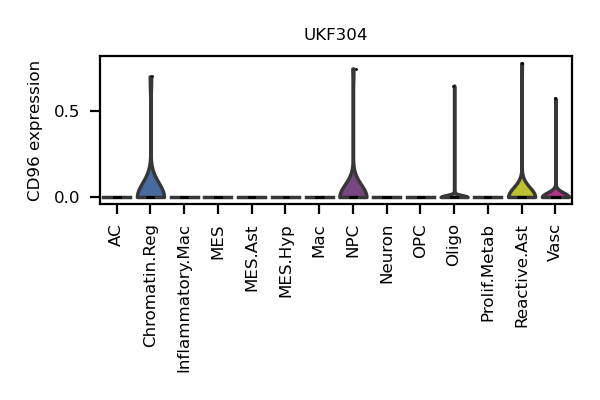 UKF304
CD96 expression
0.5
0.0
AC
Chromatin.Reg
Inflammatory.Mac
MES
MES.Ast
MES.Hyp
Mac
NPC
Neuron
OPC
Oligo
Prolif.Metab
Reactive.Ast
Vasc